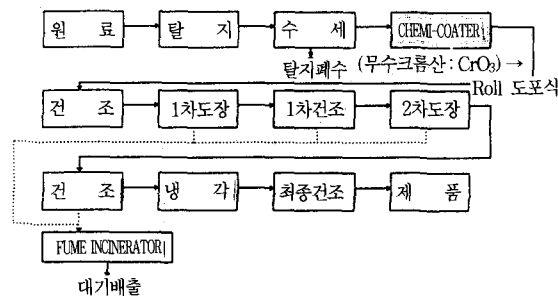 원 료 탈 지 수 세 CHEMI-COATER
탈지폐수 (무수크롬산 : CrO₃) →
Roll 도포식
건 조 1차도장 1차건조 2차도장
건 조 냉 각 최종건조 제 품
FUME INCINERATOR
대기배출